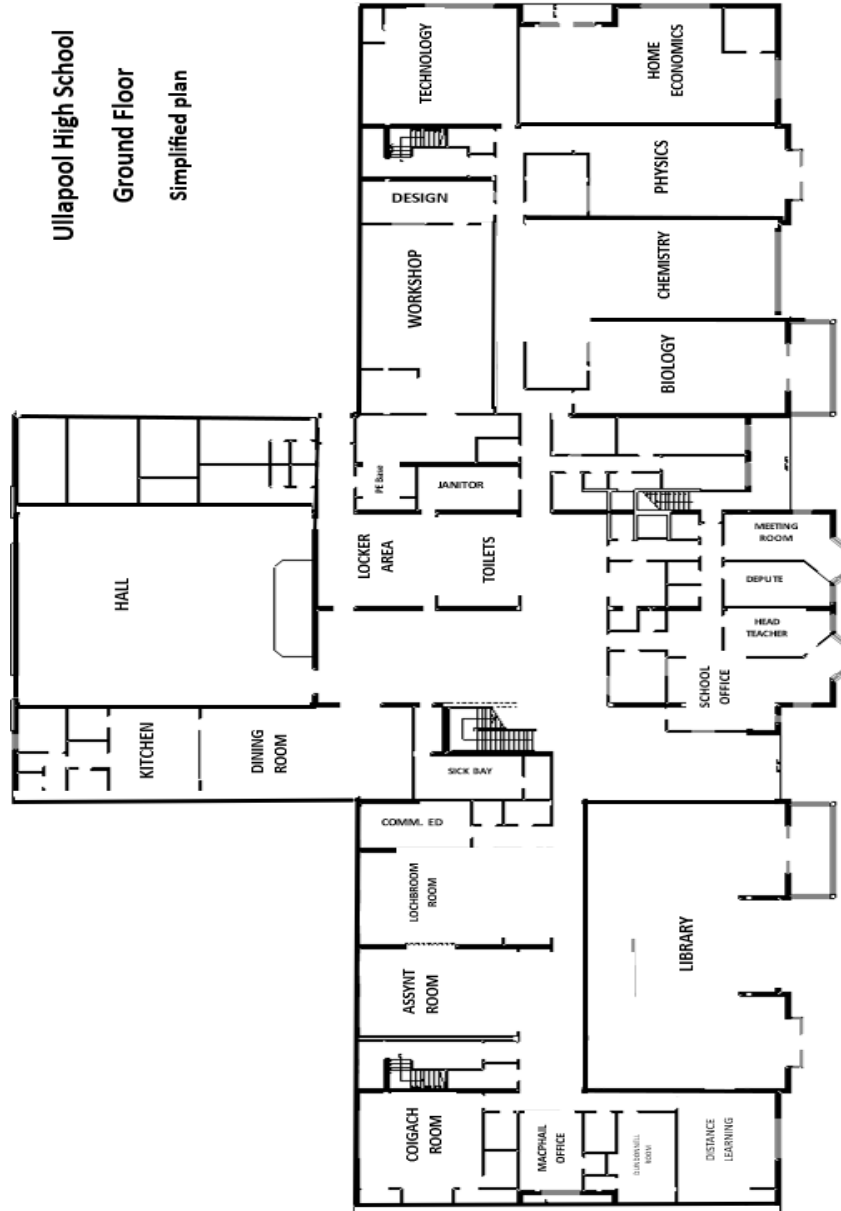 Ullapool High School
Ground Floor
Simplified plan
TECHNOLOGY
HOME
ECONOMICS
DESIGN
PHYSICS
WORKSHOP
CHEMISTRY
BIOLOGY
PE Base
JANITOR
HALL
LOCKER
AREA
TOILETS
MEETING
ROOM
DEPUTE
HEAD
TEACHER
SCHOOL
OFFICE
KITCHEN
DINING
ROOM
SICK BAY
COMM. ED
LOCHBROOM
ROOM
LIBRARY
ASSYNT
ROOM
COIGACH
ROOM
MACPHAIL
OFFICE
DUNDONNELL
ROOM
DISTANCE
LEARNING